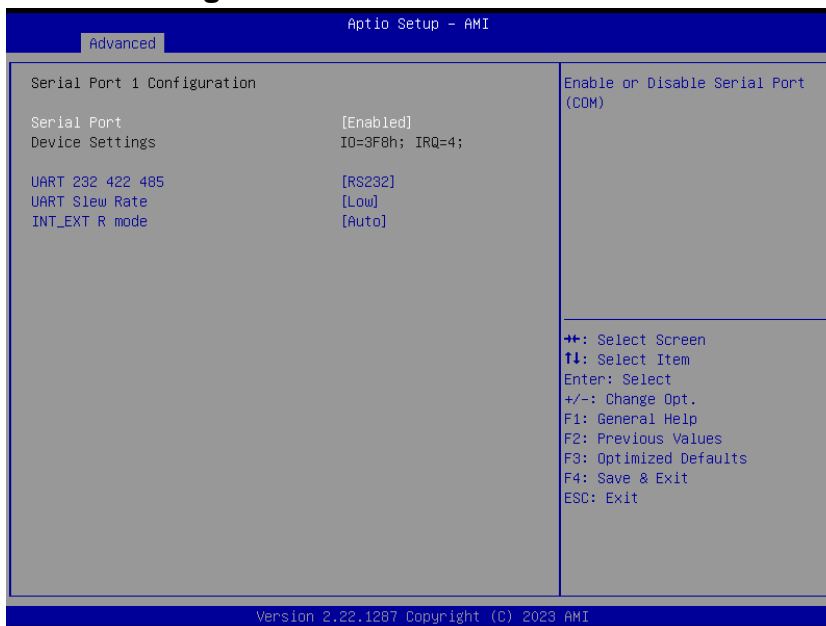 Aptio Setup – AMI
Advanced
Serial Port 1 Configuration
Serial Port [Enabled]
Device Settings IO=3F8h; IRQ=4;
UART 232 422 485 [RS232]
UART Slew Rate [Low]
INT_EXT R mode [Auto]
Enable or Disable Serial Port
(COM)
→←: Select Screen
↑↓: Select Item
Enter: Select
+/-: Change Opt.
F1: General Help
F2: Previous Values
F3: Optimized Defaults
F4: Save & Exit
ESC: Exit
Version 2.22.1287 Copyright (C) 2023 AMI